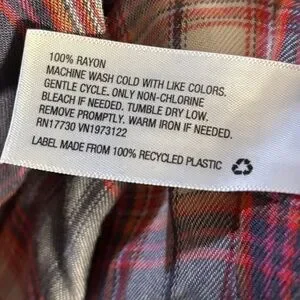 100% RAYON
MACHINE WASH COLD WITH LIKE COLORS.
GENTLE CYCLE. ONLY NON-CHLORINE
BLEACH IF NEEDED. TUMBLE DRY LOW.
REMOVE PROMPTLY. WARM IRON IF NEEDED.
RN17730 VN1973122
LABEL MADE FROM 100% RECYCLED PLASTIC